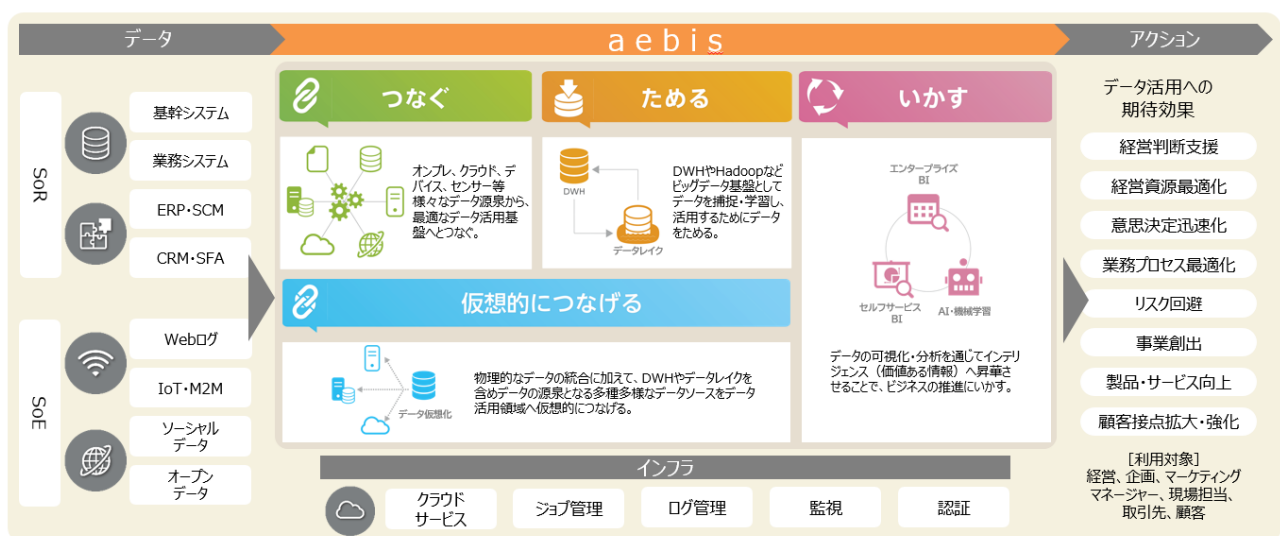 データ
aebis
アクション
SoR
基幹システム
業務システム
ERP・SCM
CRM・SFA
SoE
Webログ
IoT・M2M
ソーシャル
データ
オープン
データ
つなぐ
オンプレ、クラウド、デ
バイス、センサー等
様々なデータ源泉から、
最適なデータ活用基
盤へとつなぐ。
ためる
DWH
データレイク
DWHやHadoopなど
ビッグデータ基盤として
データを捕捉・学習し、
活用するためにデータ
をためる。
いかす
エンタープライズ
BI
セルフサービス
BI
AI・機械学習
データの可視化・分析を通じてインテリ
ジェンス（価値ある情報）へ昇華さ
せることで、ビジネスの推進にいかす。
仮想的につなげる
データ仮想化
物理的なデータの統合に加えて、DWHやデータレイクを
含めデータの源泉となる多種多様なデータソースをデータ
活用領域へ仮想的につなげる。
インフラ
クラウド
サービス
ジョブ管理
ログ管理
監視
認証
データ活用への
期待効果
経営判断支援
経営資源最適化
意思決定迅速化
業務プロセス最適化
リスク回避
事業創出
製品・サービス向上
顧客接点拡大・強化
［利用対象］
経営、企画、マーケティング
マネージャー、現場担当、
取引先、顧客